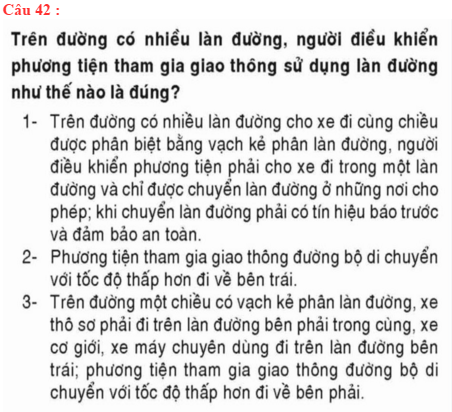 Câu 42 :
Trên đường có nhiều làn đường, người điều khiển
phương tiện tham gia giao thông sử dụng làn đường
như thế nào là đúng?
1- Trên đường có nhiều làn đường cho xe đi cùng chiều
được phân biệt bằng vạch kẻ phân làn đường, người
điều khiển phương tiện phải cho xe đi trong một làn
đường và chỉ được chuyển làn đường ở những nơi cho
phép; khi chuyển làn đường phải có tín hiệu báo trước
và đảm bảo an toàn.
2- Phương tiện tham gia giao thông đường bộ di chuyển
với tốc độ thấp hơn đi về bên trái.
3- Trên đường một chiều có vạch kẻ phân làn đường, xe
thô sơ phải đi trên làn đường bên phải trong cùng, xe
cơ giới, xe máy chuyên dùng đi trên làn đường bên
trái; phương tiện tham gia giao thông đường bộ di
chuyển với tốc độ thấp hơn đi về bên phải.